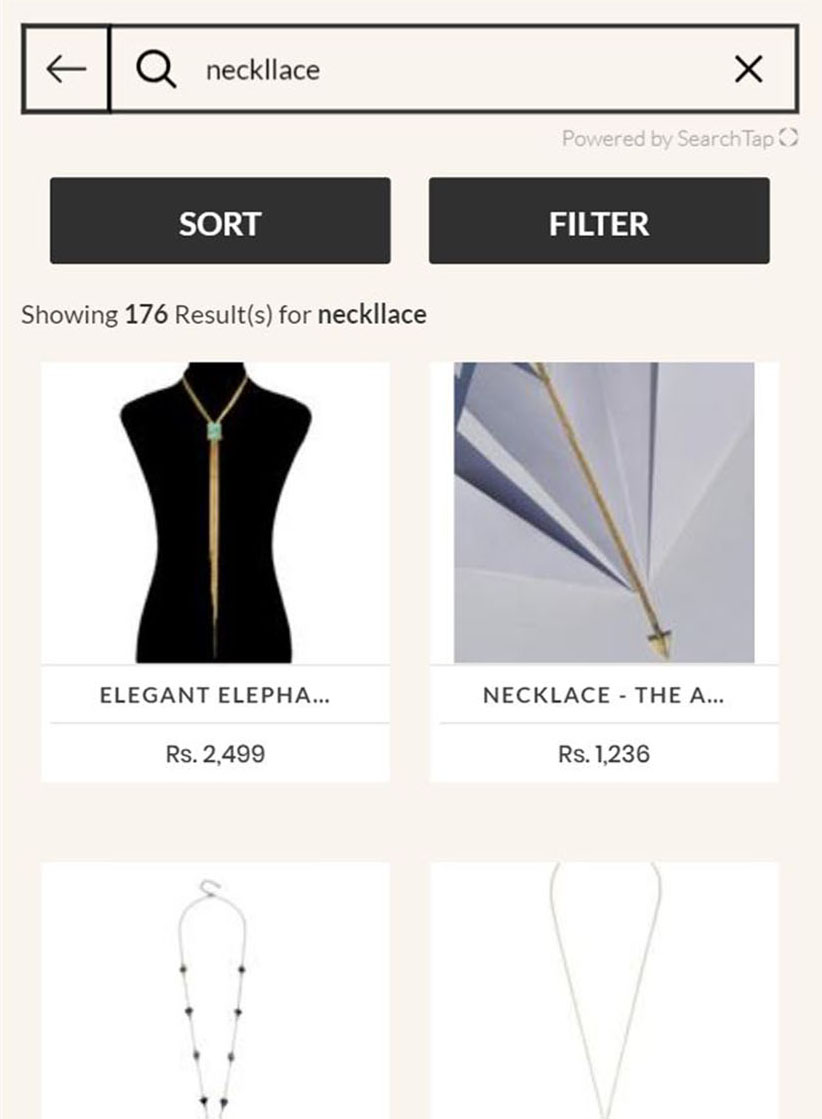 neckllace
Powered by SearchTap
SORT FILTER
Showing 176 Result(s) for neckllace
ELEGANT ELEPHA... NECKLACE - THE A...
Rs. 2,499 Rs. 1,236